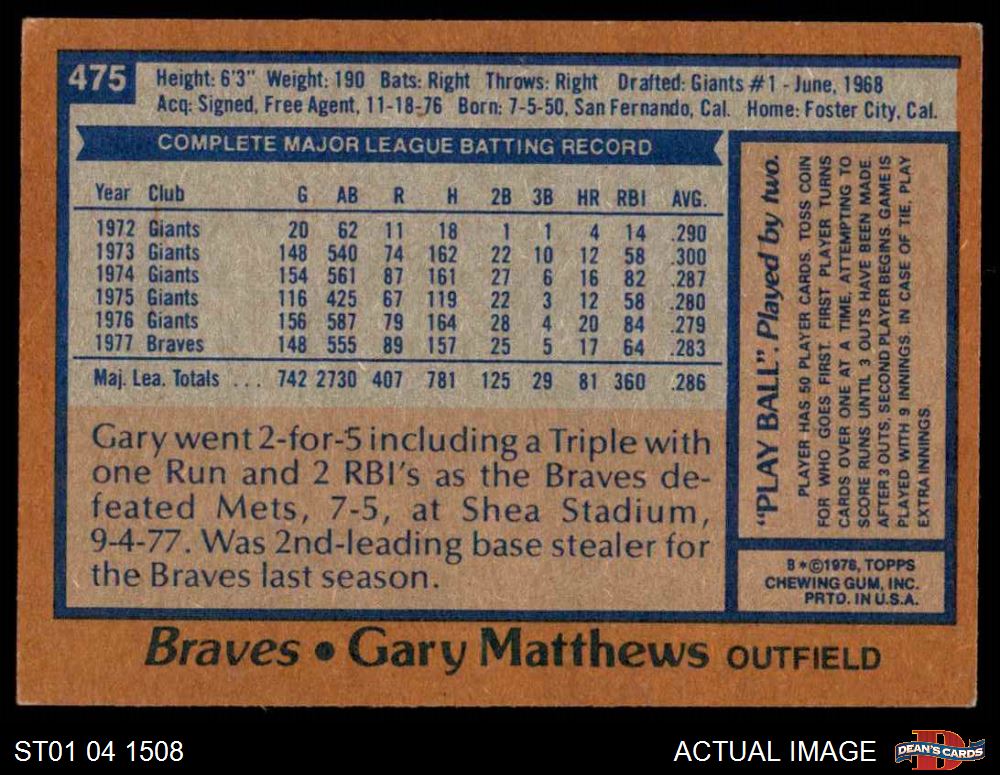 475
Height: 6'3" Weight: 190 Bats: Right Throws: Right Drafted: Giants #1 - June, 1968
Acq: Signed, Free Agent, 11-18-76 Born: 7-5-50, San Fernando, Cal. Home: Foster City, Cal.
COMPLETE MAJOR LEAGUE BATTING RECORD
Year Club G AB R H 2B 3B HR RBI AVG.
1972 Giants 20 62 11 18 1 1 4 14 .290
1973 Giants 148 540 74 162 22 10 12 58 .300
1974 Giants 154 561 87 161 27 6 16 82 .287
1975 Giants 116 425 67 119 22 3 12 58 .280
1976 Giants 156 587 79 164 28 4 20 84 .279
1977 Braves 148 555 89 157 25 5 17 64 .283
Maj. Lea. Totals ... 742 2730 407 781 125 29 81 360 .286
Gary went 2-for-5 including a Triple with
one Run and 2 RBI's as the Braves de-
feated Mets, 7-5, at Shea Stadium,
9-4-77. Was 2nd-leading base stealer for
the Braves last season.
"PLAY BALL". Played by two.
PLAYER HAS 50 PLAYER CARDS. TOSS COIN
FOR WHO GOES FIRST. FIRST PLAYER TURNS
CARDS OVER ONE AT A TIME, ATTEMPTING TO
SCORE RUNS UNTIL 3 OUTS HAVE BEEN MADE.
AFTER 3 OUTS, SECOND PLAYER BEGINS. GAME IS
PLAYED WITH 9 INNINGS. IN CASE OF TIE, PLAY
EXTRA INNINGS.
B*©1978, TOPPS
CHEWING GUM, INC.
PRTD. IN U.S.A.
Braves • Gary Matthews OUTFIELD
ST01 04 1508
ACTUAL IMAGE
D
DEAN'S CARDS